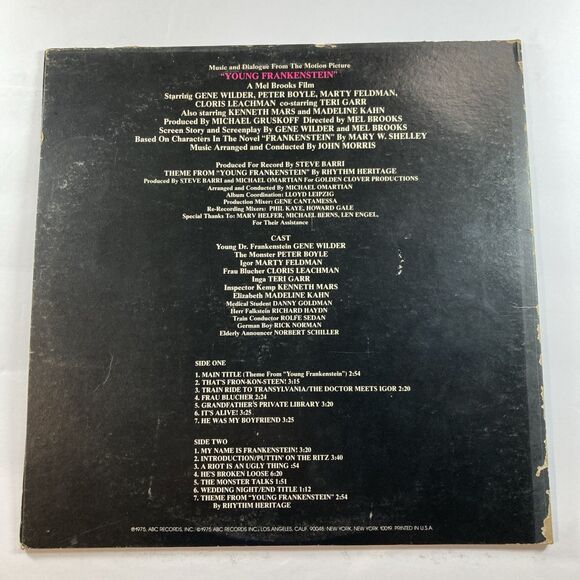 Music and Dialogue From The Motion Picture
"YOUNG FRANKENSTEIN"
A Mel Brooks Film
Starring GENE WILDER, PETER BOYLE, MARTY FELDMAN,
CLORIS LEACHMAN co-starring TERI GARR
Also starring KENNETH MARS and MADELINE KAHN
Produced By MICHAEL GRUSKOFF Directed by MEL BROOKS
Screen Story and Screenplay By GENE WILDER and MEL BROOKS
Based On Characters In The Novel "FRANKENSTEIN" By MARY W. SHELLEY
Music Arranged and Conducted By JOHN MORRIS
Produced For Record By STEVE BARRI
THEME FROM "YOUNG FRANKENSTEIN" By RHYTHM HERITAGE
Produced By STEVE BARRI and MICHAEL OMARTIAN For GOLDEN CLOVER PRODUCTIONS
Arranged and Conducted By MICHAEL OMARTIAN
Album Coordination: LLOYD LEIPZIG
Production Mixer: GENE CANTAMESSA
Re-Recording Mixers: PHIL KAYE, HOWARD GALE
Special Thanks To: MARV HELFER, MICHAEL BERNS, LEN ENGEL,
For Their Assistance
CAST
Young Dr. Frankenstein GENE WILDER
The Monster PETER BOYLE
Igor MARTY FELDMAN
Frau Blucher CLORIS LEACHMAN
Inga TERI GARR
Inspector Kemp KENNETH MARS
Elizabeth MADELINE KAHN
Medical Student DANNY GOLDMAN
Herr Falkstein RICHARD HAYDN
Train Conductor ROLFE SEDAN
German Boy RICK NORMAN
Elderly Announcer NORBERT SCHILLER
SIDE ONE
1. MAIN TITLE (Theme From "Young Frankenstein") 2:54
2. THAT'S FRON-KON-STEEN! 3:15
3. TRAIN RIDE TO TRANSYLVANIA/THE DOCTOR MEETS IGOR 2:20
4. FRAU BLUCHER 2:24
5. GRANDFATHER'S PRIVATE LIBRARY 3:20
6. IT'S ALIVE! 3:25
7. HE WAS MY BOYFRIEND 3:25
SIDE TWO
1. MY NAME IS FRANKENSTEIN! 3:20
2. INTRODUCTION/PUTTIN' ON THE RITZ 3:40
3. A RIOT IS AN UGLY THING :54
4. HE'S BROKEN LOOSE 6:20
5. THE MONSTER TALKS 1:51
6. WEDDING NIGHT/END TITLE 1:12
7. THEME FROM "YOUNG FRANKENSTEIN" 2:54
By RHYTHM HERITAGE
℗1975, ABC RECORDS, INC., ©1975 ABC RECORDS INC., LOS ANGELES, CALIF. 90048/NEW YORK, NEW YORK 10019. PRINTED IN U.S.A.